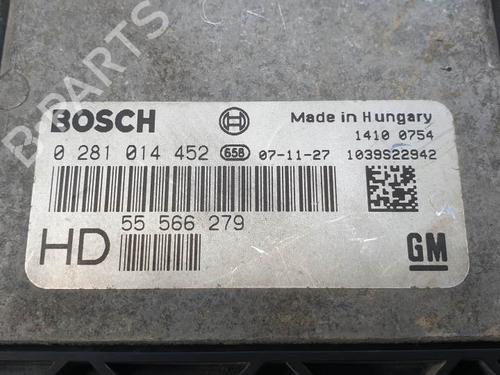 B-PARTS
BOSCH
Made in Hungary
1410 0754
0 281 014 452 658 07-11-27 1039S22942
55 566 279
HD
GM